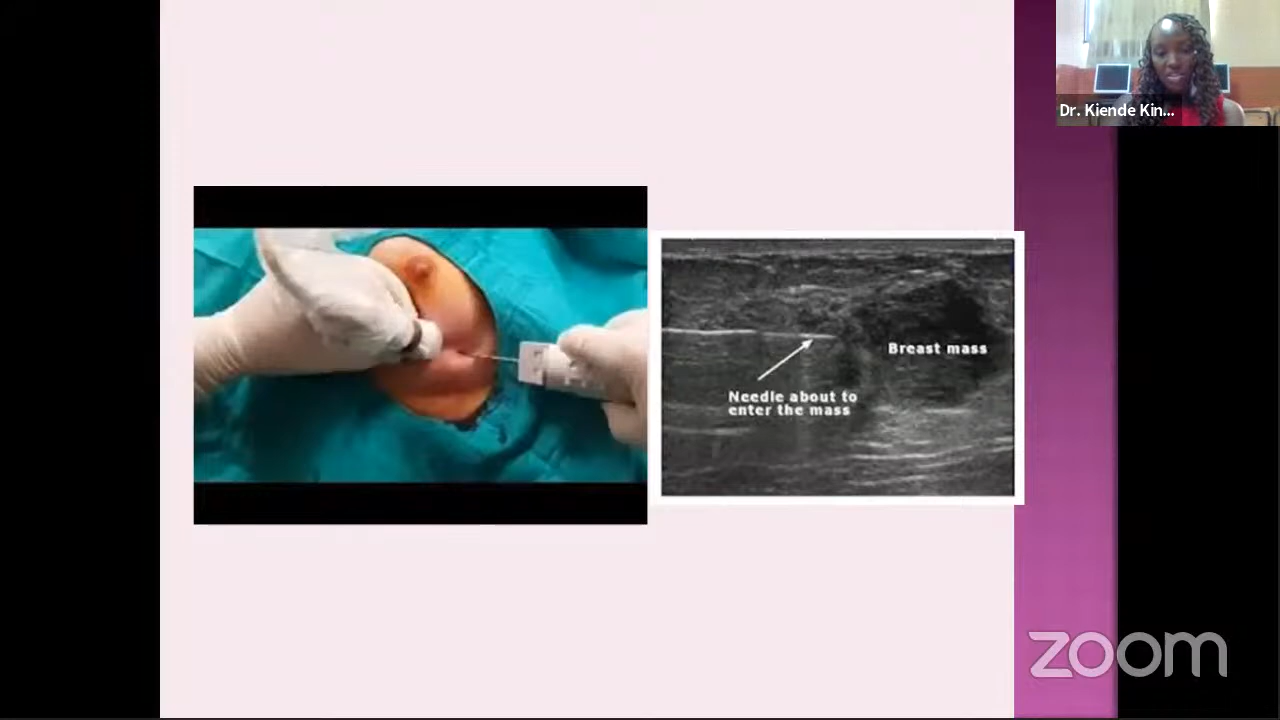 Dr. Kiende Kin...
Breast mass
Needle about to
enter the mass
zoom